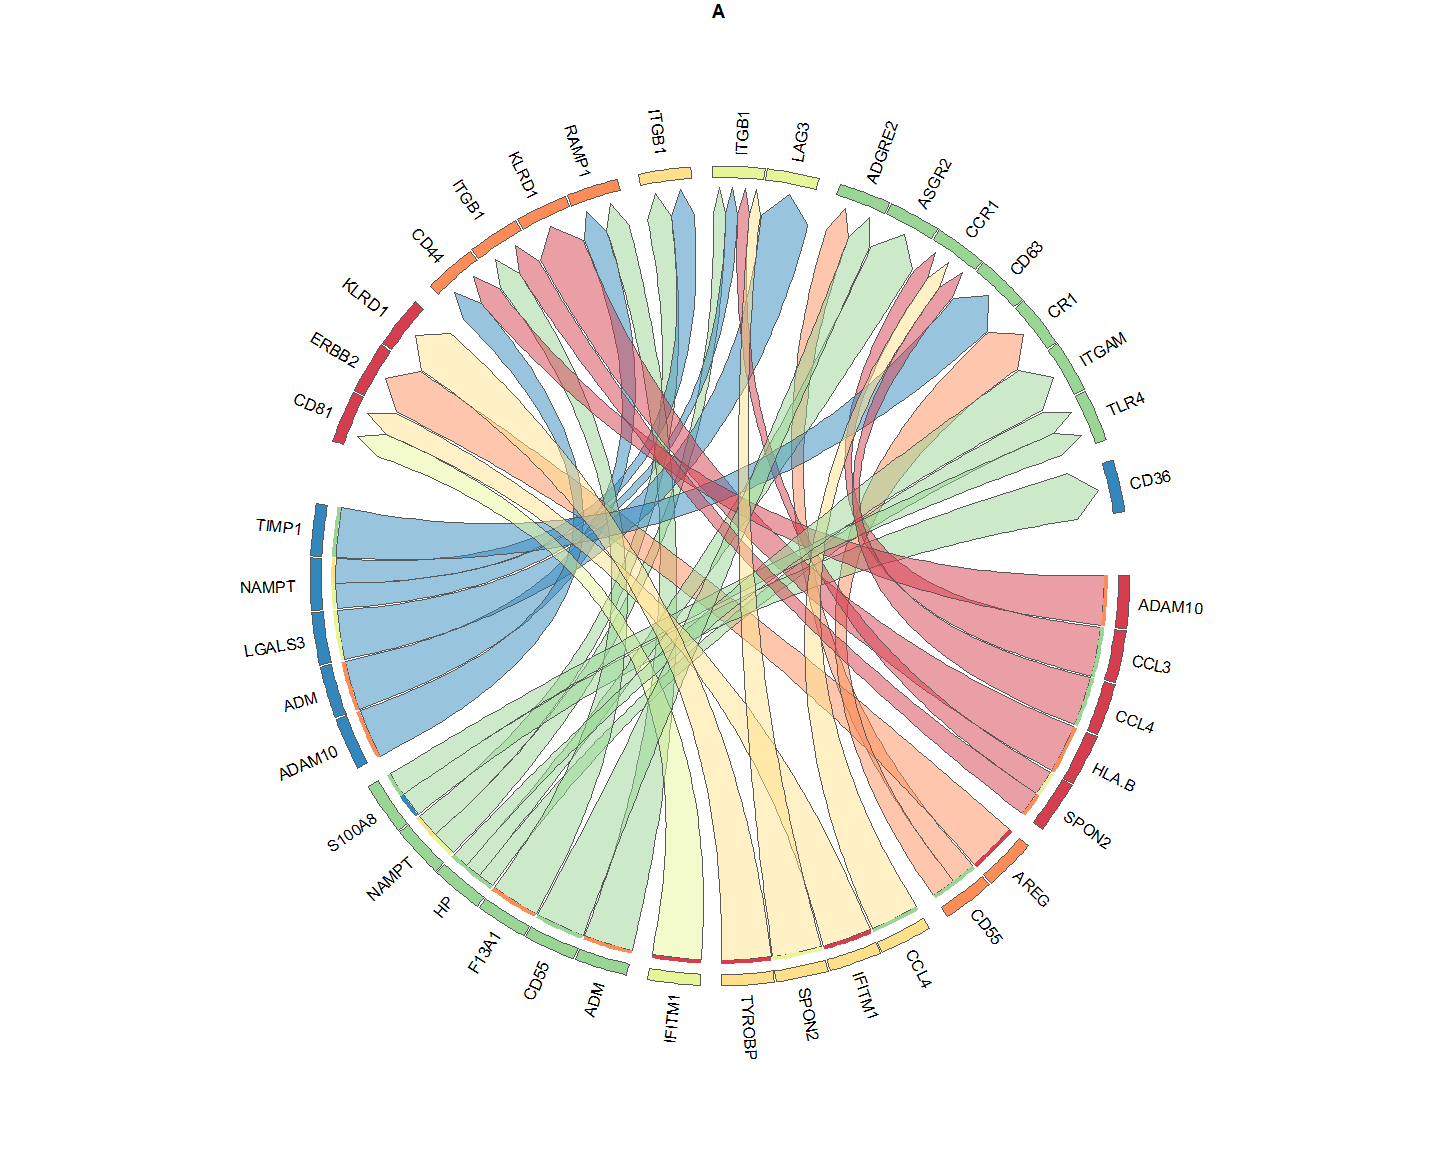 A
ITGB1
LAG3
ADGRE2
ASGR2
CCR1
CD63
CR1
ITGAM
TLR4
CD36
ADAM10
CCL3
CCL4
HLA.B
SPON2
AREG
CD55
CCL4
IFITM1
SPON2
TYROBP
IFITM1
ADM
CD55
F13A1
HP
NAMPT
S100A8
ADAM10
ADM
LGALS3
NAMPT
TIMP1
CD81
ERBB2
KLRD1
CD44
ITGB1
KLRD1
RAMP1
ITGB1